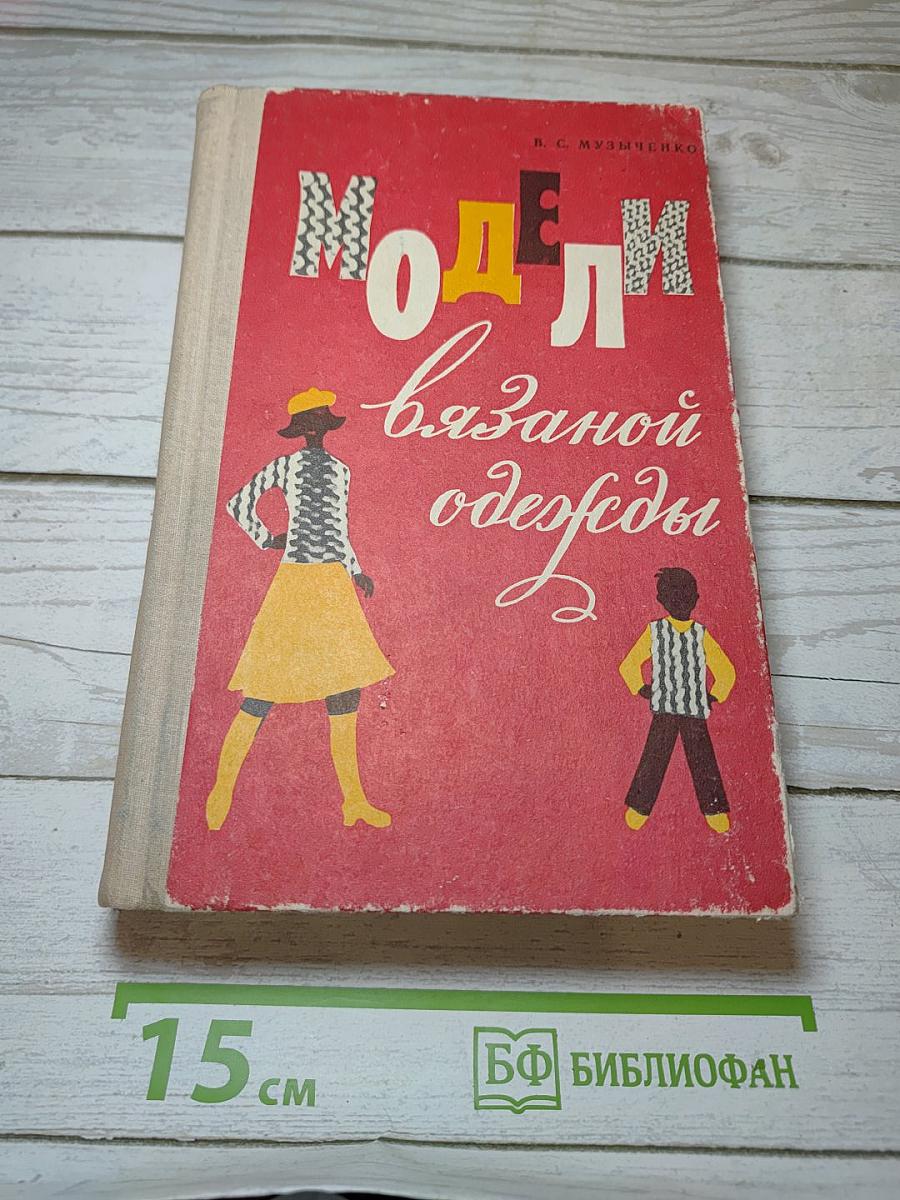 В. С. МУЗЫЧЕНКО
МОДЕЛИ
вязаной
одежды
15 см
БФ БИБЛИОФАН